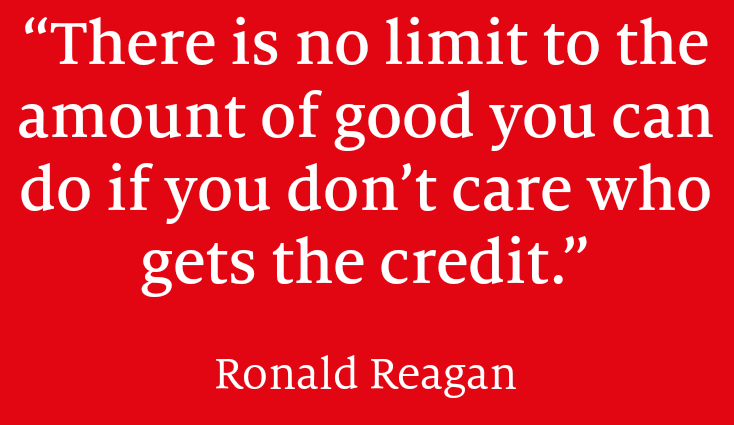 “There is no limit to the
amount of good you can
do if you don’t care who
gets the credit.”
Ronald Reagan